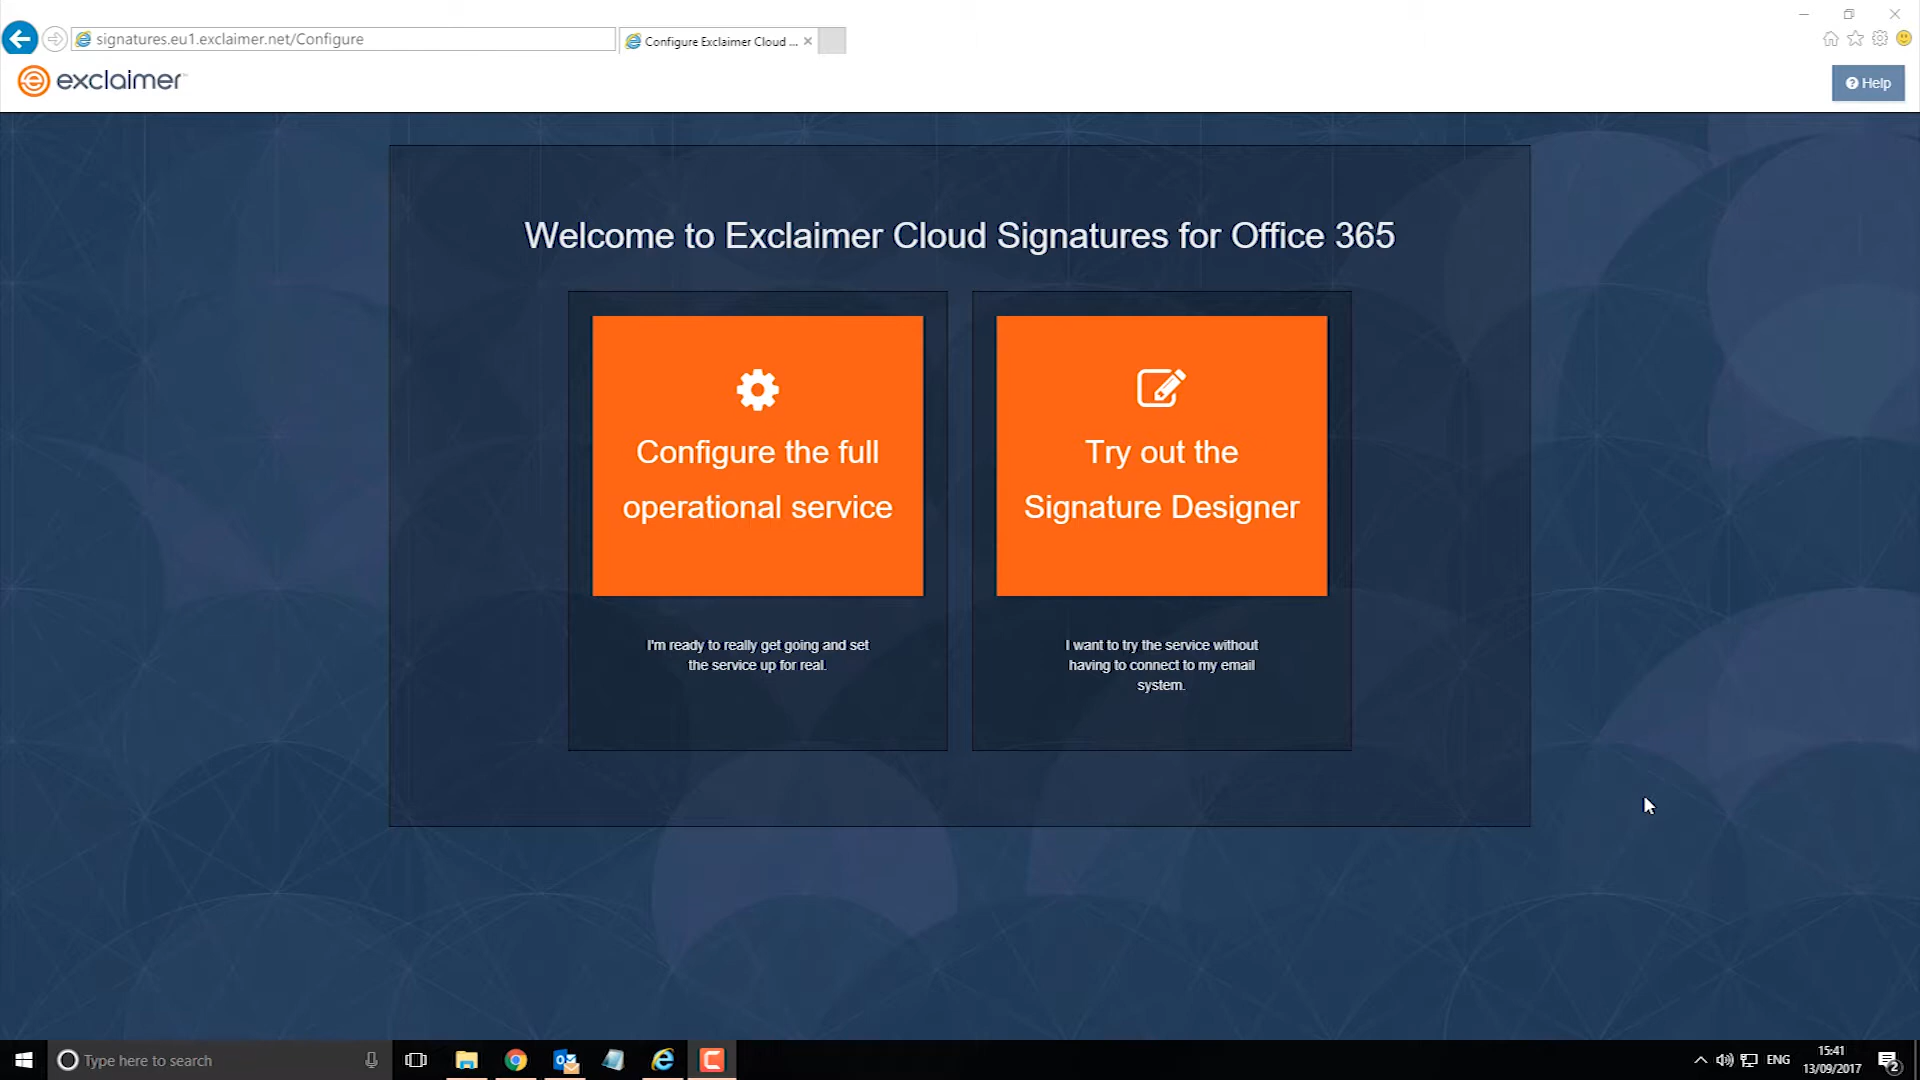 signatures.eu1.exclaimer.net/Configure
Configure Exclaimer Cloud ...
exclaimer
Help
Welcome to Exclaimer Cloud Signatures for Office 365
Configure the full
operational service
Try out the
Signature Designer
I'm ready to really get going and set
the service up for real.
I want to try the service without
having to connect to my email
system.
Type here to search
ENG
15:41
13/09/2017
2